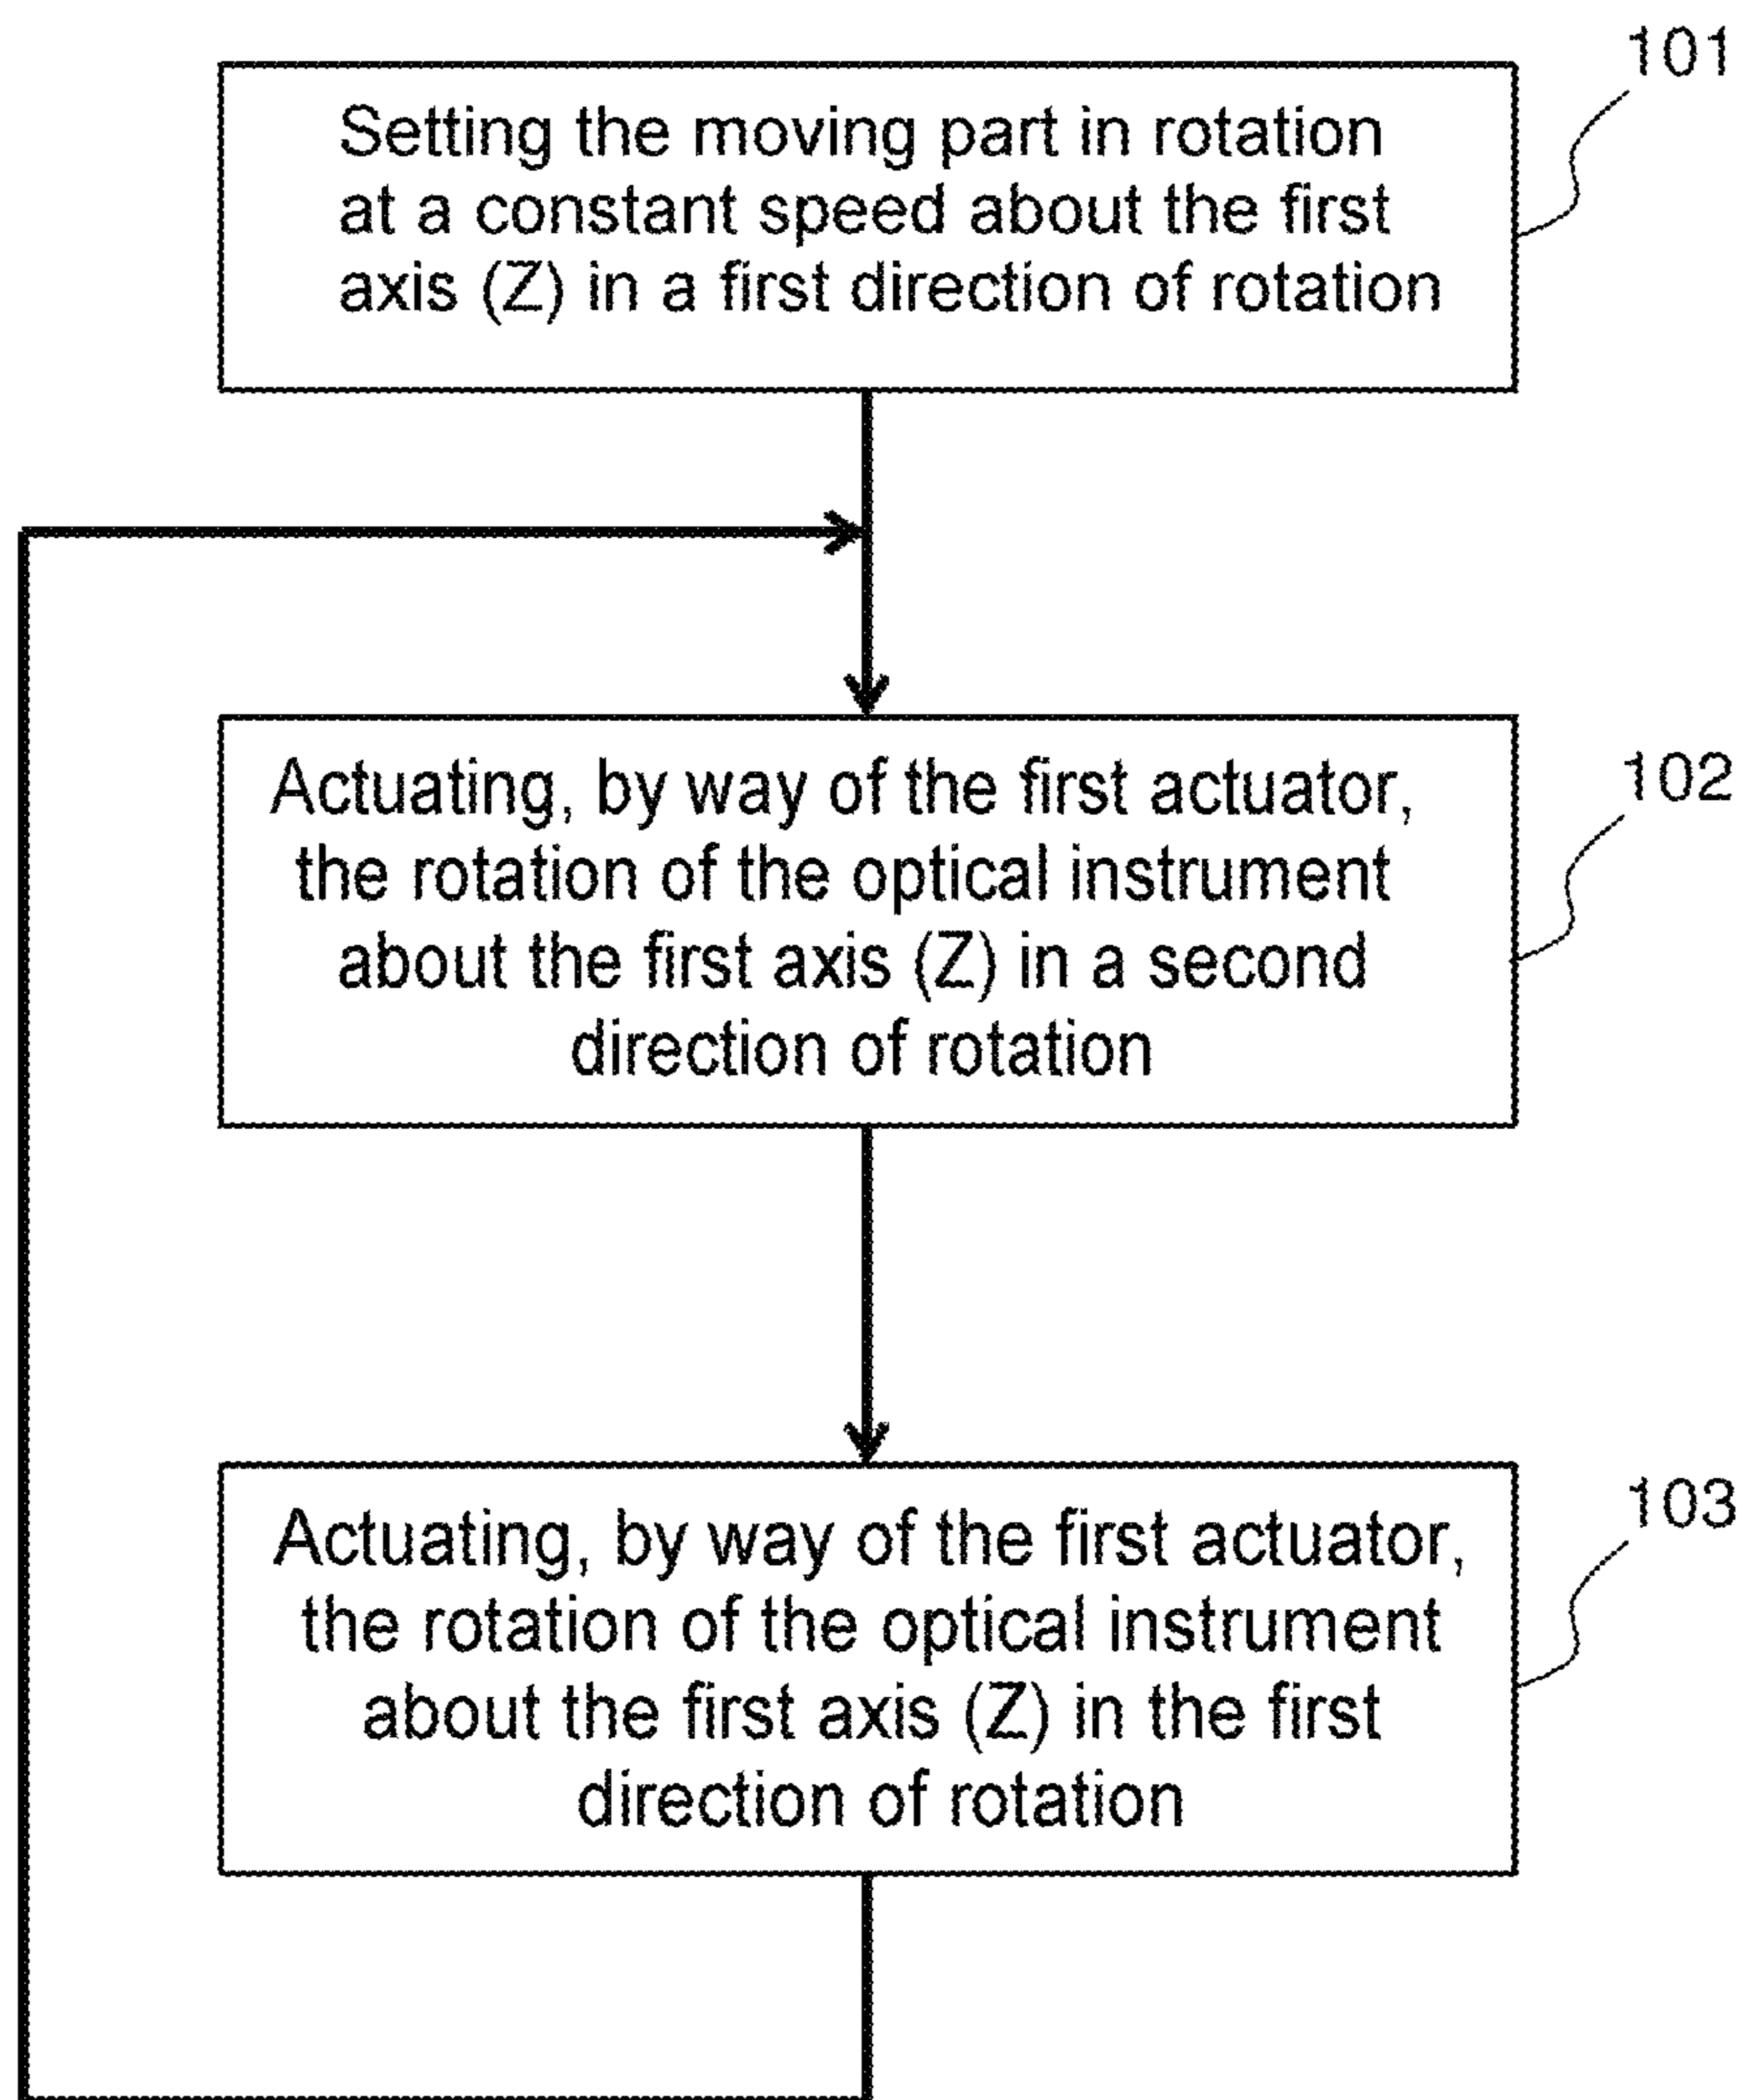 101
Setting the moving part in rotation
at a constant speed about the first
axis (Z) in a first direction of rotation
102
Actuating, by way of the first actuator,
the rotation of the optical instrument
about the first axis (Z) in a second
direction of rotation
103
Actuating, by way of the first actuator,
the rotation of the optical instrument
about the first axis (Z) in the first
direction of rotation